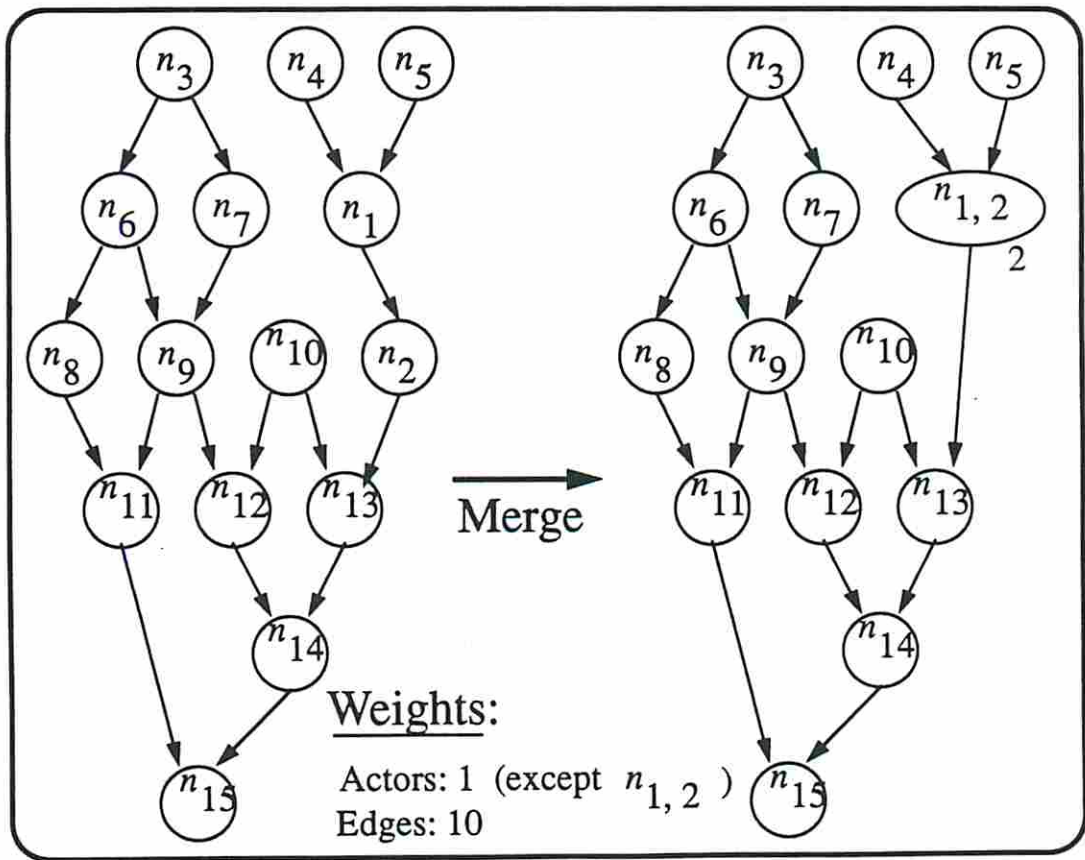 n3 n4 n5
n6 n7 n1
n8 n9 n10 n2
n11 n12 n13
n14
n15
Merge
n3 n4 n5
n6 n7 n1, 2
2
n8 n9 n10
n11 n12 n13
n14
n15
Weights:
Actors: 1 (except n1, 2 )
Edges: 10